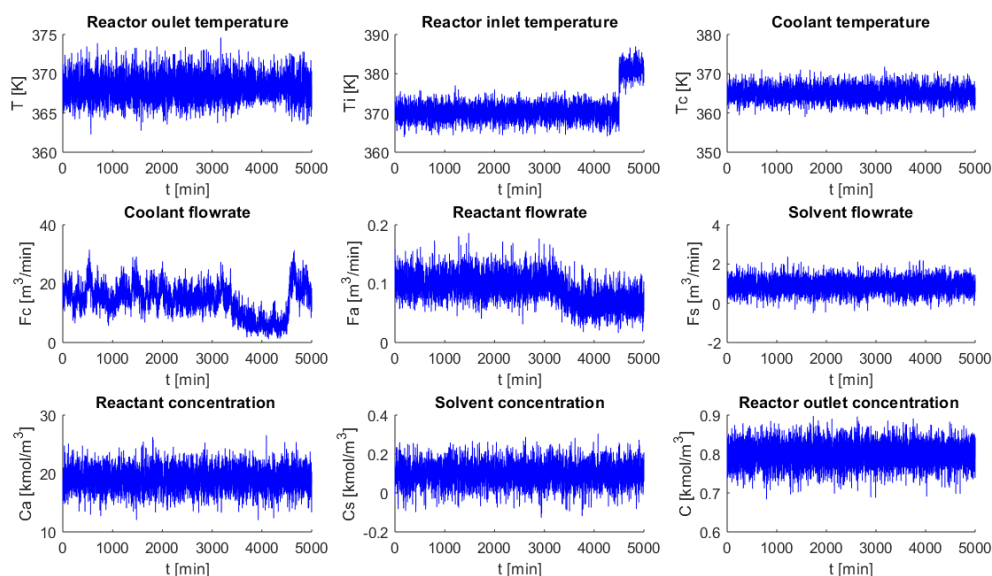 Reactor oulet temperature
375
370
365
360
T [K]
0 1000 2000 3000 4000 5000
t [min]
Reactor inlet temperature
390
380
370
360
Ti [K]
0 1000 2000 3000 4000 5000
t [min]
Coolant temperature
380
370
360
350
Tc [K]
0 1000 2000 3000 4000 5000
t [min]
Coolant flowrate
40
20
0
Fc [m³/min]
0 1000 2000 3000 4000 5000
t [min]
Reactant flowrate
0.2
0.1
0
Fa [m³/min]
0 1000 2000 3000 4000 5000
t [min]
Solvent flowrate
4
2
0
-2
Fs [m³/min]
0 1000 2000 3000 4000 5000
t [min]
Reactant concentration
30
20
10
Ca [kmol/m³]
0 1000 2000 3000 4000 5000
t [min]
Solvent concentration
0.4
0.2
0
-0.2
Cs [kmol/m³]
0 1000 2000 3000 4000 5000
t [min]
Reactor outlet concentration
0.9
0.8
0.7
0.6
C [kmol/m³]
0 1000 2000 3000 4000 5000
t [min]